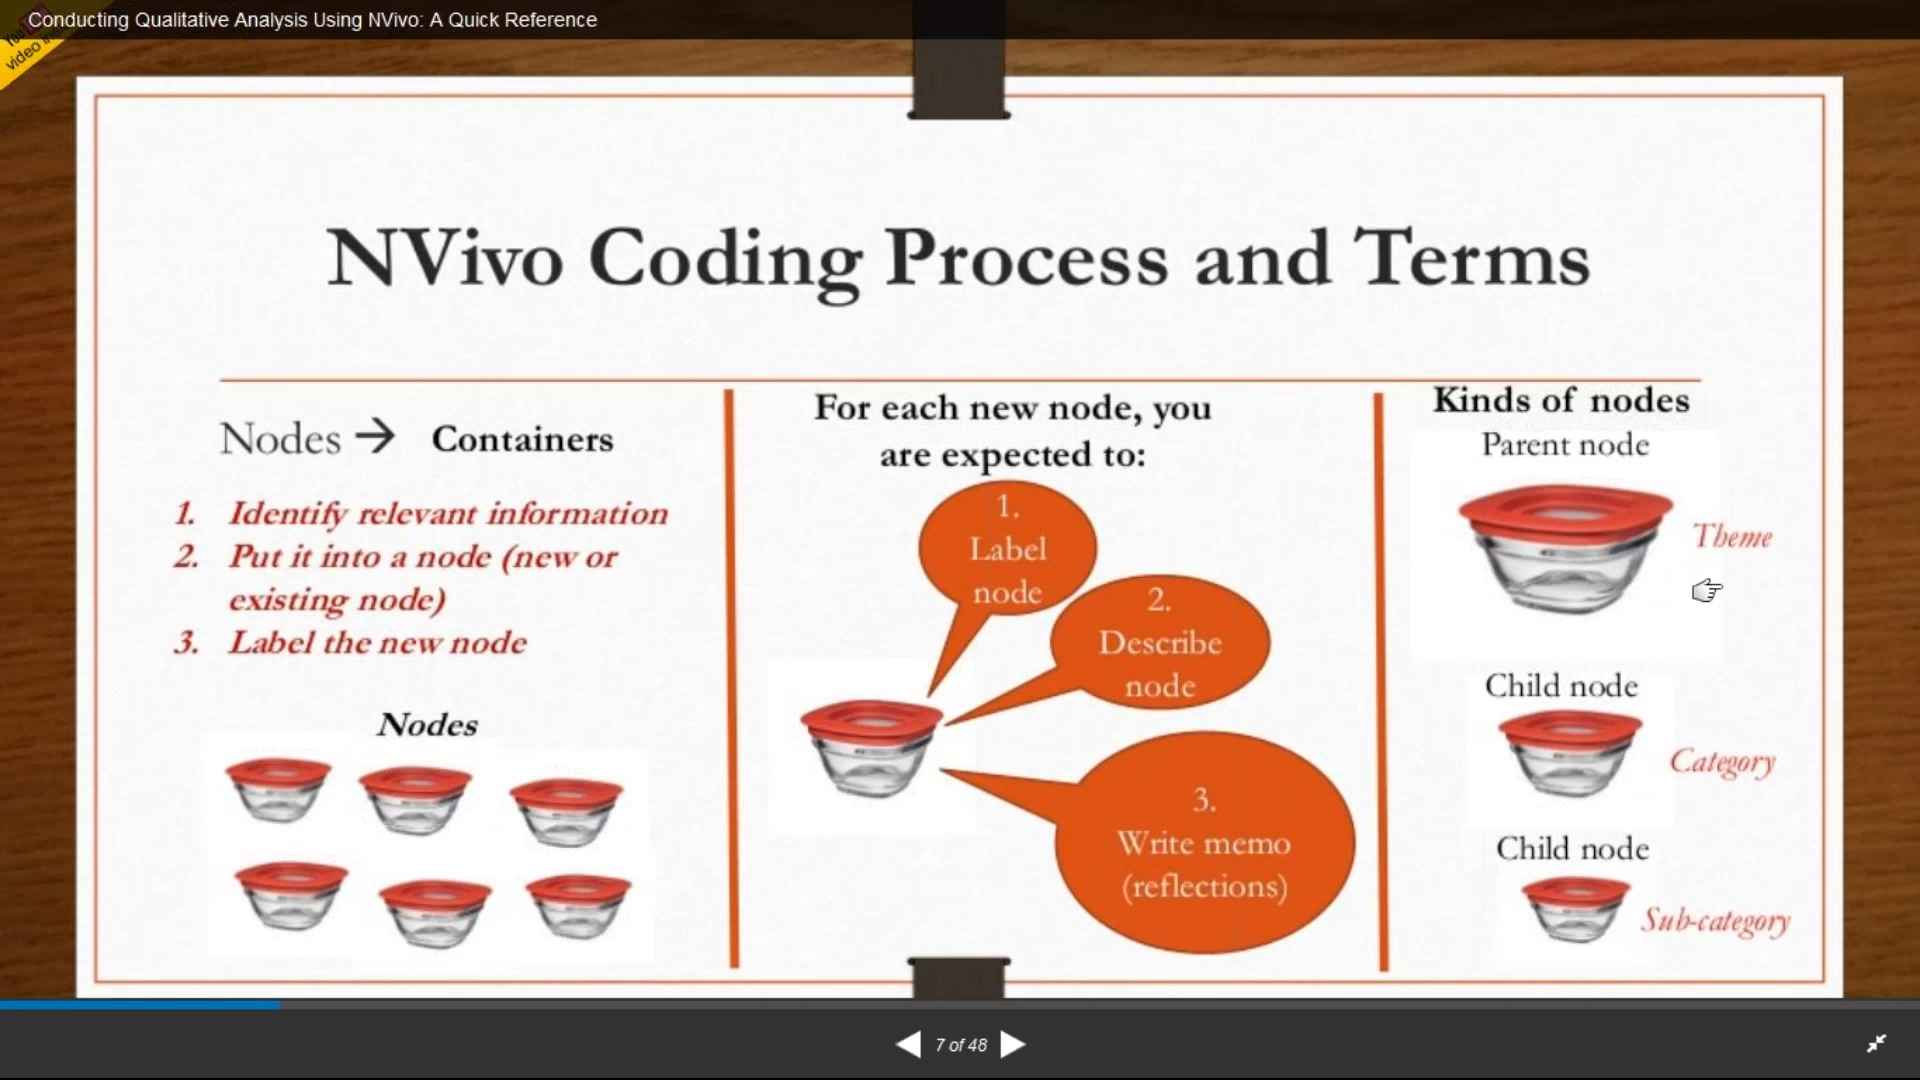 Conducting Qualitative Analysis Using NVivo: A Quick Reference
video
NVivo Coding Process and Terms
Nodes → Containers
1. Identify relevant information
2. Put it into a node (new or
existing node)
3. Label the new node
Nodes
For each new node, you
are expected to:
1.
Label
node
2.
Describe
node
3.
Write memo
(reflections)
Kinds of nodes
Parent node
Theme
Child node
Category
Child node
Sub-category
7 of 48